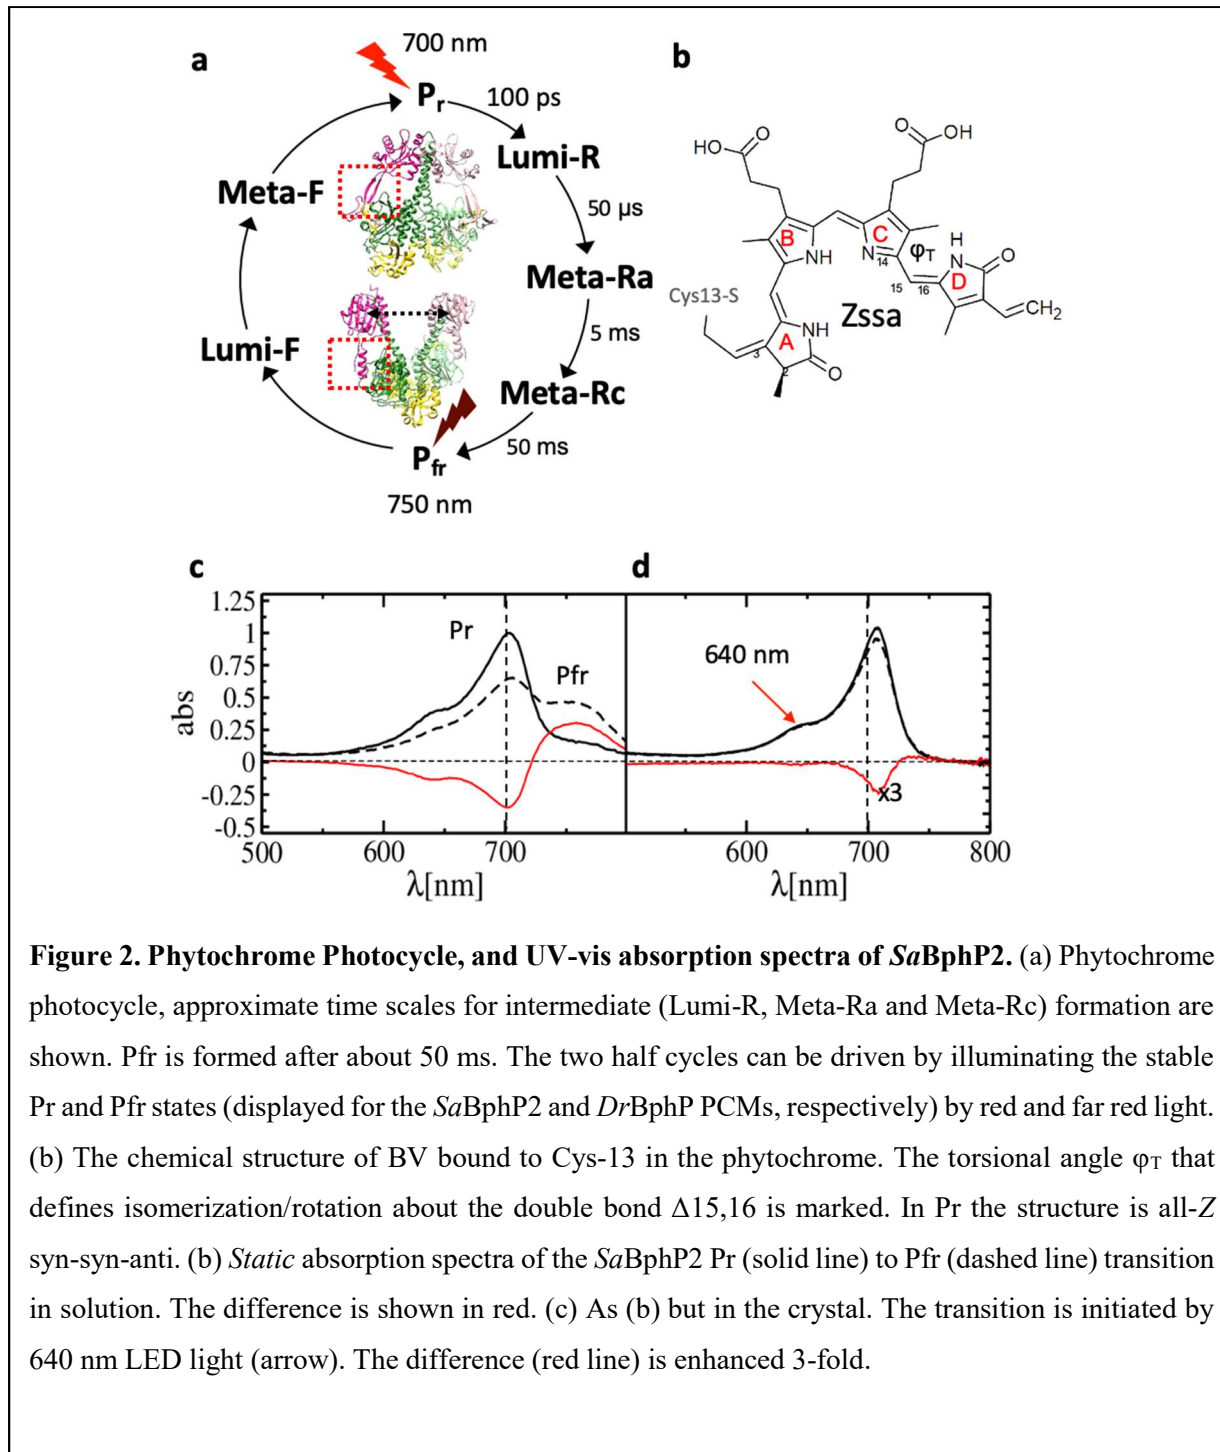 a
700 nm
Pr
100 ps
Lumi-R
50 µs
Meta-Ra
5 ms
Meta-Rc
50 ms
Pfr
750 nm
Lumi-F
Meta-F
b
HO
O
O
OH
B
C
NH
N
14
φT
H
N
O
15
16
D
CH2
Cys13-S
Zssa
NH
A
3
2
O
c
d
1.25
1
0.75
0.5
0.25
0
-0.25
-0.5
abs
Pr
Pfr
640 nm
x3
500
600
700
600
700
800
λ[nm]
λ[nm]
Figure 2. Phytochrome Photocycle, and UV-vis absorption spectra of SaBphP2. (a) Phytochrome
photocycle, approximate time scales for intermediate (Lumi-R, Meta-Ra and Meta-Rc) formation are
shown. Pfr is formed after about 50 ms. The two half cycles can be driven by illuminating the stable
Pr and Pfr states (displayed for the SaBphP2 and DrBphP PCMs, respectively) by red and far red light.
(b) The chemical structure of BV bound to Cys-13 in the phytochrome. The torsional angle φT that
defines isomerization/rotation about the double bond Δ15,16 is marked. In Pr the structure is all-Z
syn-syn-anti. (b) Static absorption spectra of the SaBphP2 Pr (solid line) to Pfr (dashed line) transition
in solution. The difference is shown in red. (c) As (b) but in the crystal. The transition is initiated by
640 nm LED light (arrow). The difference (red line) is enhanced 3-fold.